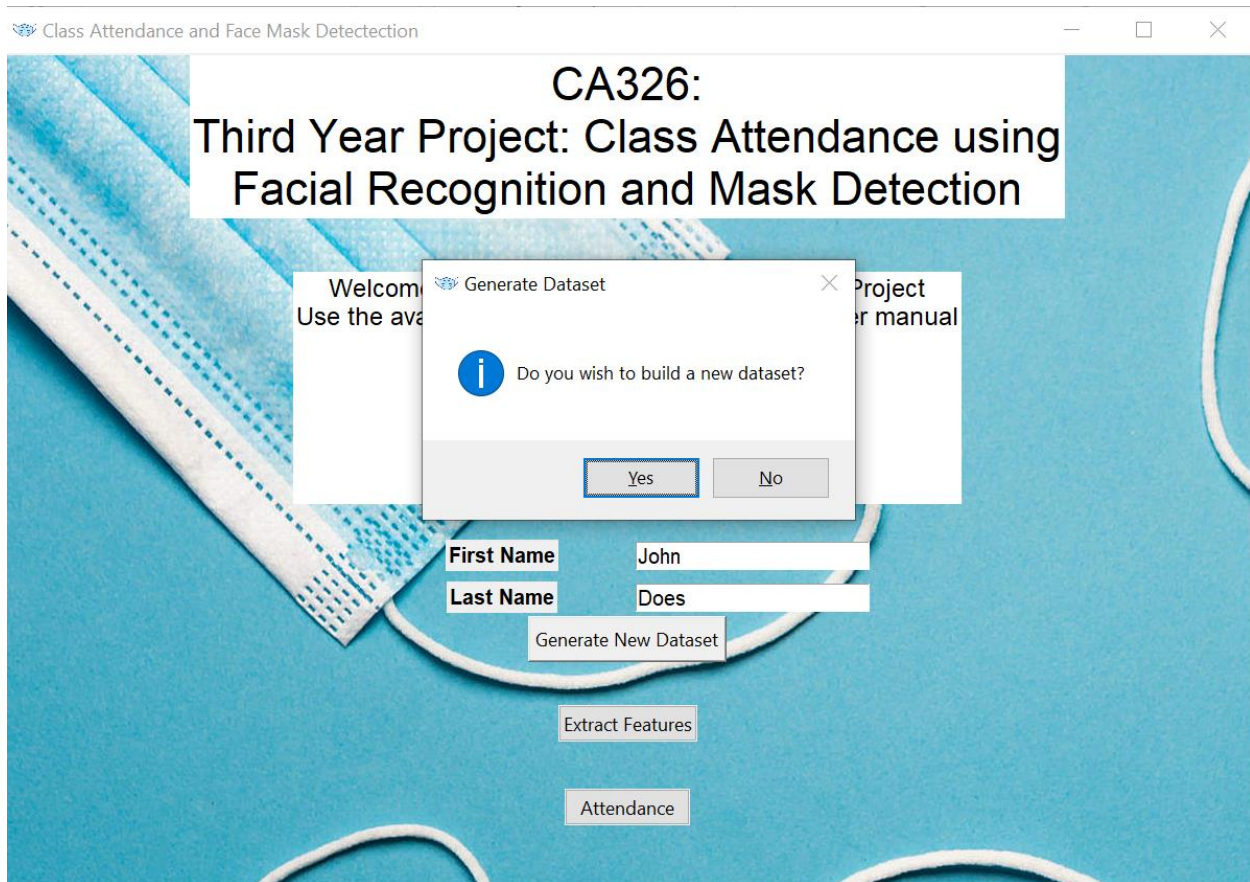 Class Attendance and Face Mask Detectection
CA326:
Third Year Project: Class Attendance using
Facial Recognition and Mask Detection
Project
Use the manual
Generate Dataset
Do you wish to build a new dataset?
Yes
No
First Name
John
Last Name
Does
Generate New Dataset
Extract Features
Attendance